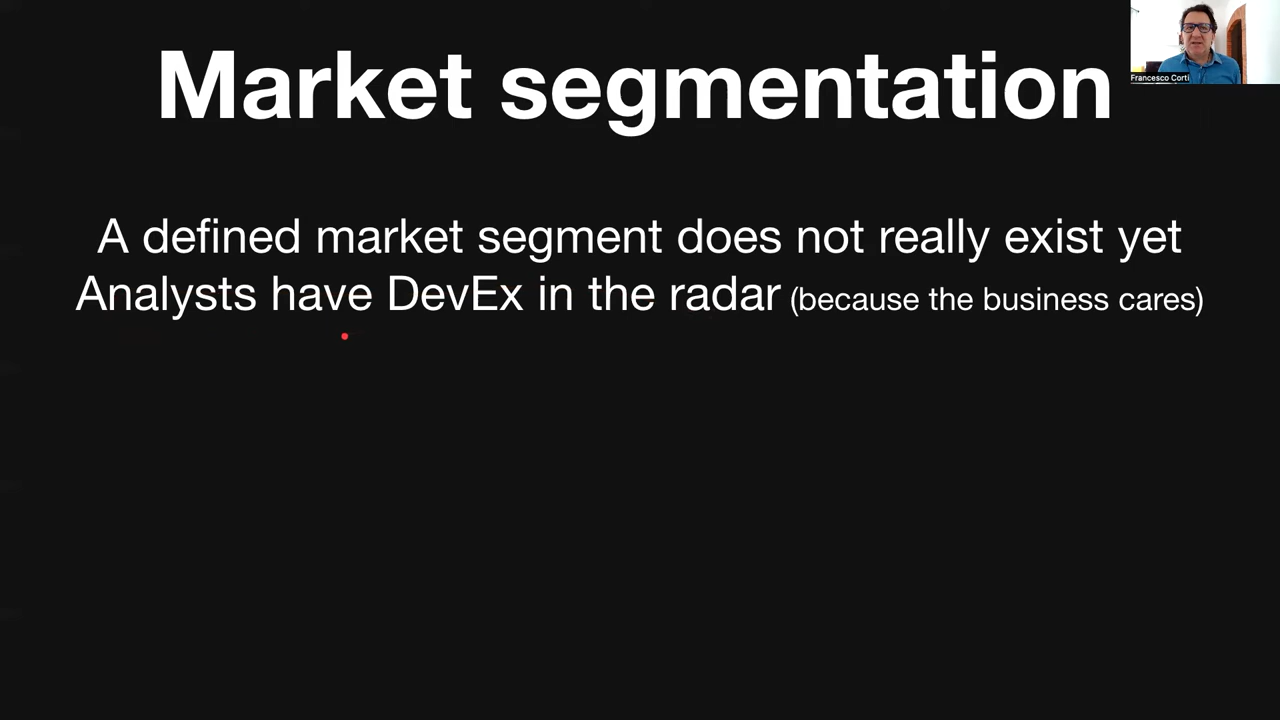 Market segmentation
Francesco Corti
A defined market segment does not really exist yet
Analysts have DevEx in the radar (because the business cares)